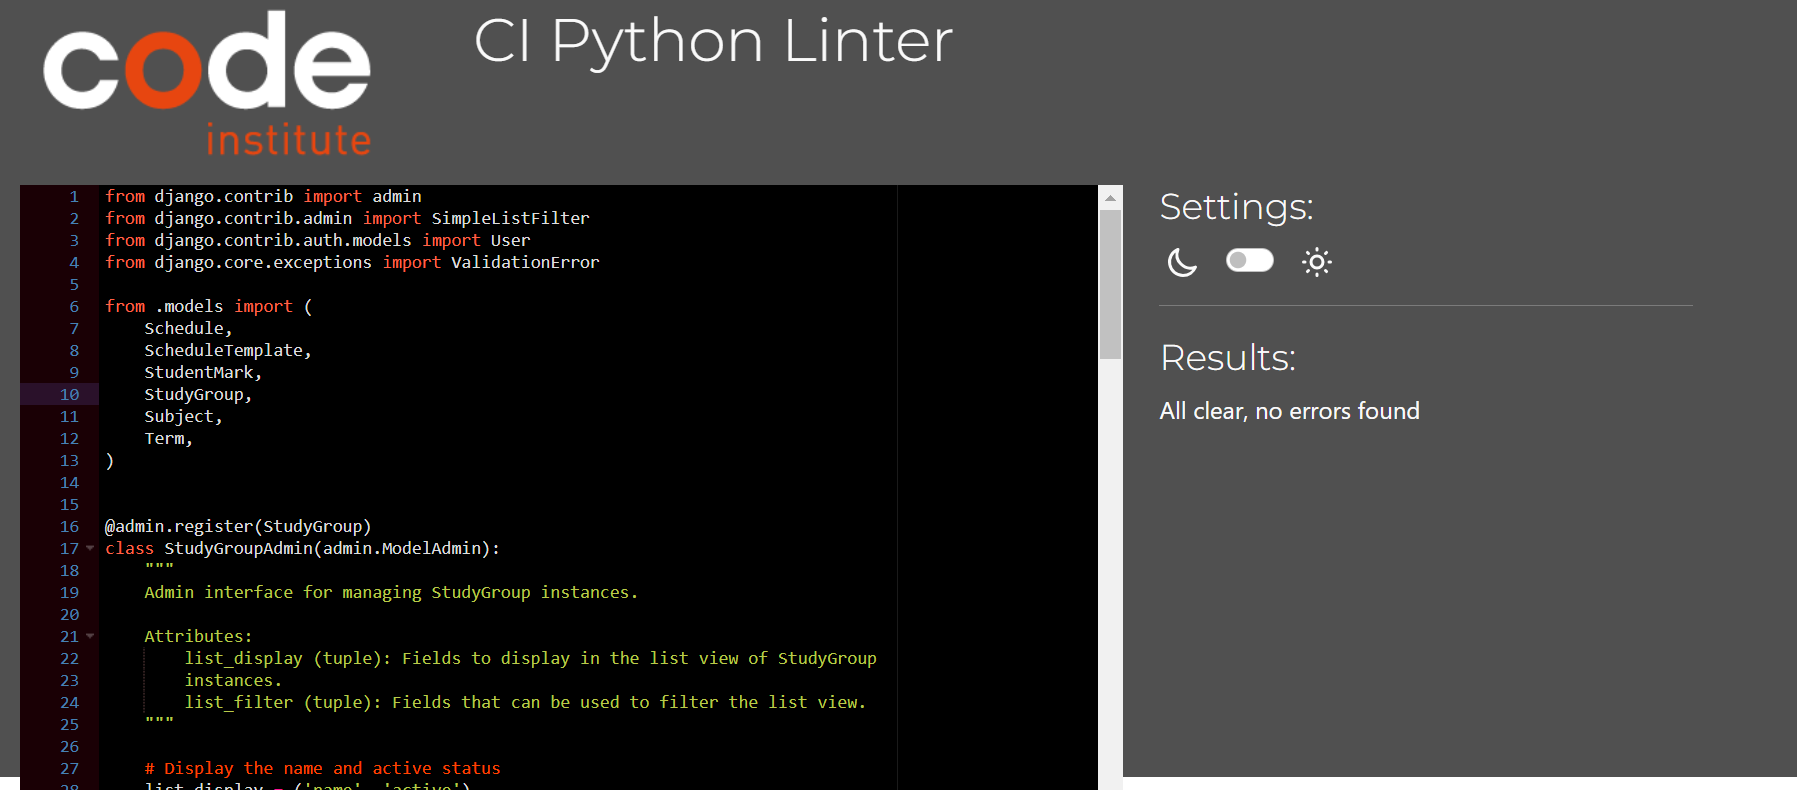 code
institute
CI Python Linter
1 from django.contrib import admin
2 from django.contrib.admin import SimpleListFilter
3 from django.contrib.auth.models import User
4 from django.core.exceptions import ValidationError
5
6 from .models import (
7     Schedule,
8     ScheduleTemplate,
9     StudentMark,
10     StudyGroup,
11     Subject,
12     Term,
13 )
14
15
16 @admin.register(StudyGroup)
17 class StudyGroupAdmin(admin.ModelAdmin):
18     """
19     Admin interface for managing StudyGroup instances.
20
21     Attributes:
22         list_display (tuple): Fields to display in the list view of StudyGroup
23         instances.
24         list_filter (tuple): Fields that can be used to filter the list view.
25     """
26
27     # Display the name and active status
28     list_display = ('name', 'active')
Settings:
Results:
All clear, no errors found